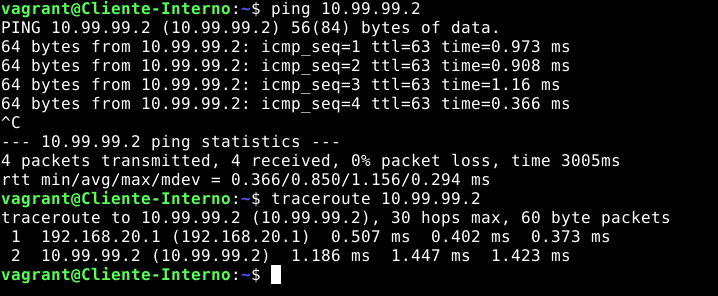 vagrant@Cliente-Interno:~$ ping 10.99.99.2
PING 10.99.99.2 (10.99.99.2) 56(84) bytes of data.
64 bytes from 10.99.99.2: icmp_seq=1 ttl=63 time=0.973 ms
64 bytes from 10.99.99.2: icmp_seq=2 ttl=63 time=0.908 ms
64 bytes from 10.99.99.2: icmp_seq=3 ttl=63 time=1.16 ms
64 bytes from 10.99.99.2: icmp_seq=4 ttl=63 time=0.366 ms
^C
--- 10.99.99.2 ping statistics ---
4 packets transmitted, 4 received, 0% packet loss, time 3005ms
rtt min/avg/max/mdev = 0.366/0.850/1.156/0.294 ms
vagrant@Cliente-Interno:~$ traceroute 10.99.99.2
traceroute to 10.99.99.2 (10.99.99.2), 30 hops max, 60 byte packets
 1  192.168.20.1 (192.168.20.1)  0.507 ms  0.402 ms  0.373 ms
 2  10.99.99.2 (10.99.99.2)  1.186 ms  1.447 ms  1.423 ms
vagrant@Cliente-Interno:~$